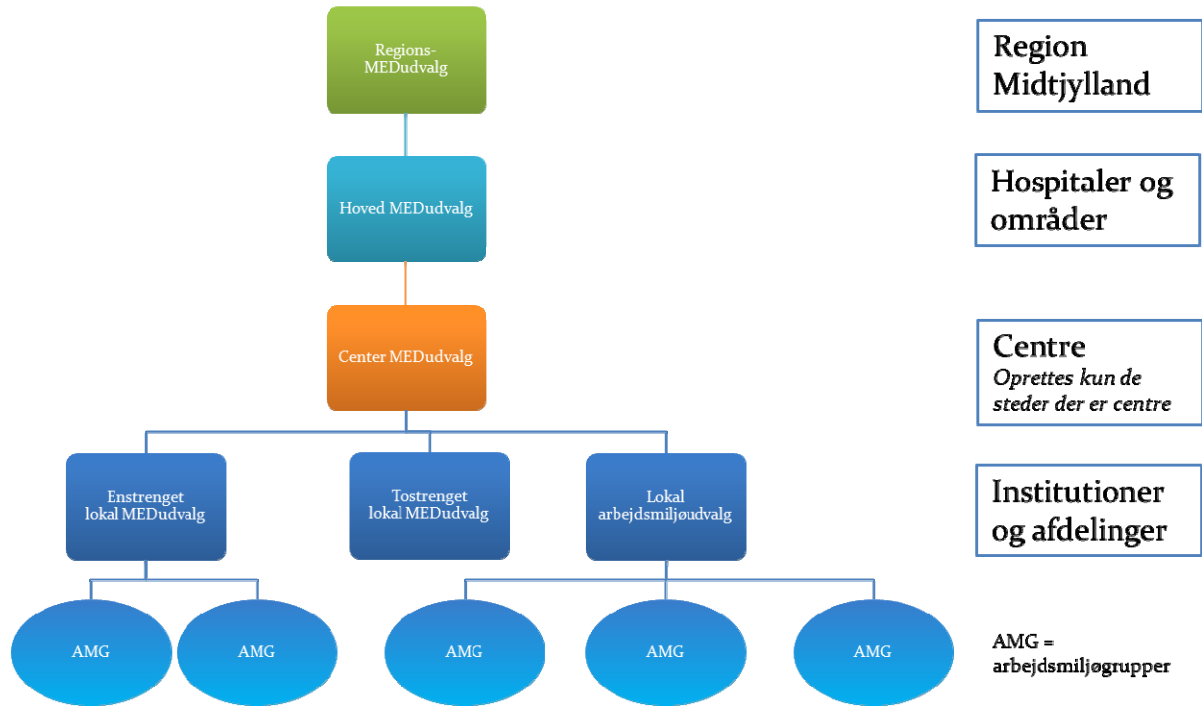 Regions-
MEDudvalg
Region
Midtjylland
Hoved MEDudvalg
Hospitaler og
områder
Center MEDudvalg
Centre
Oprettes kun de
steder der er centre
Enstrenget
lokal MEDudvalg
Tostrenget
lokal MEDudvalg
Lokal
arbejdsmiljøudvalg
Institutioner
og afdelinger
AMG
AMG
AMG
AMG
AMG
AMG =
arbejdsmiljøgrupper